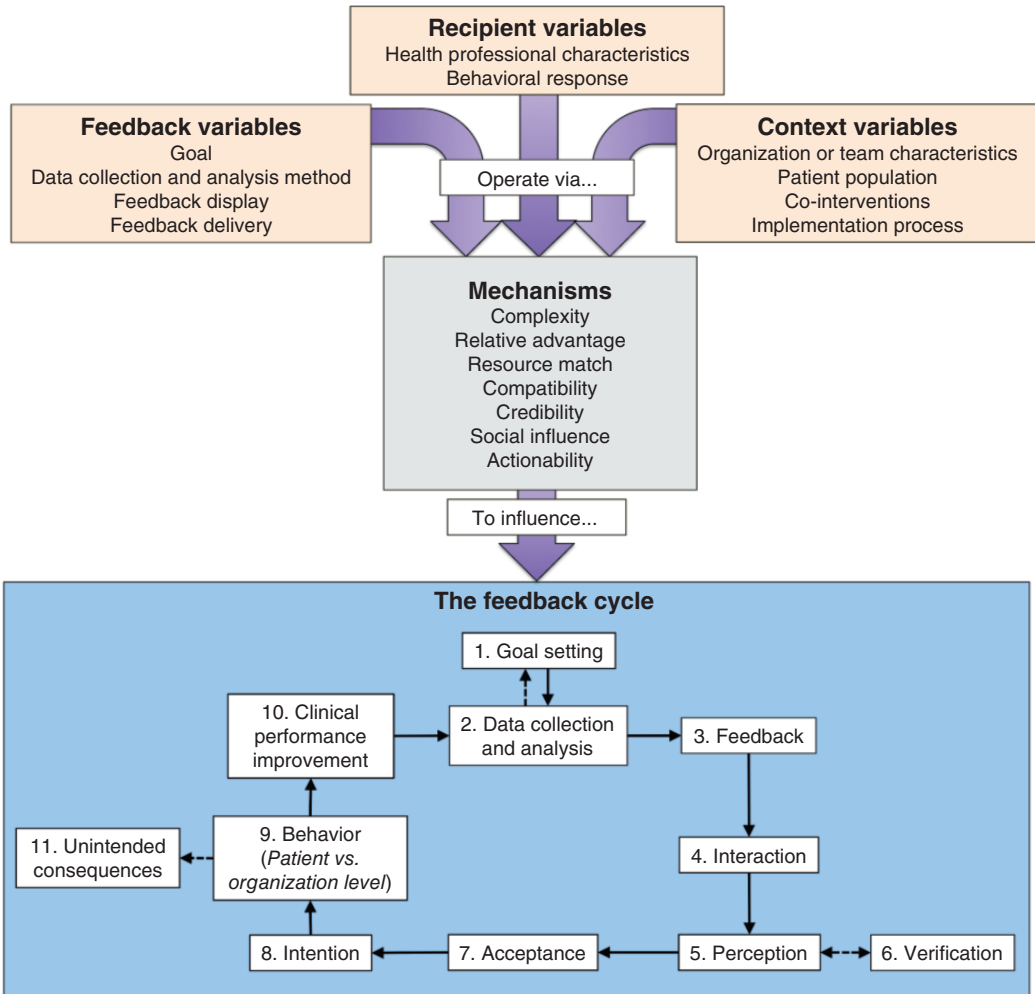 Recipient variables
Health professional characteristics
Behavioral response
Feedback variables
Goal
Data collection and analysis method
Feedback display
Feedback delivery
Context variables
Organization or team characteristics
Patient population
Co-interventions
Implementation process
Operate via...
Mechanisms
Complexity
Relative advantage
Resource match
Compatibility
Credibility
Social influence
Actionability
To influence...
The feedback cycle
1. Goal setting
2. Data collection
and analysis
3. Feedback
4. Interaction
5. Perception
6. Verification
7. Acceptance
8. Intention
9. Behavior
(Patient vs.
organization level)
10. Clinical
performance
improvement
11. Unintended
consequences